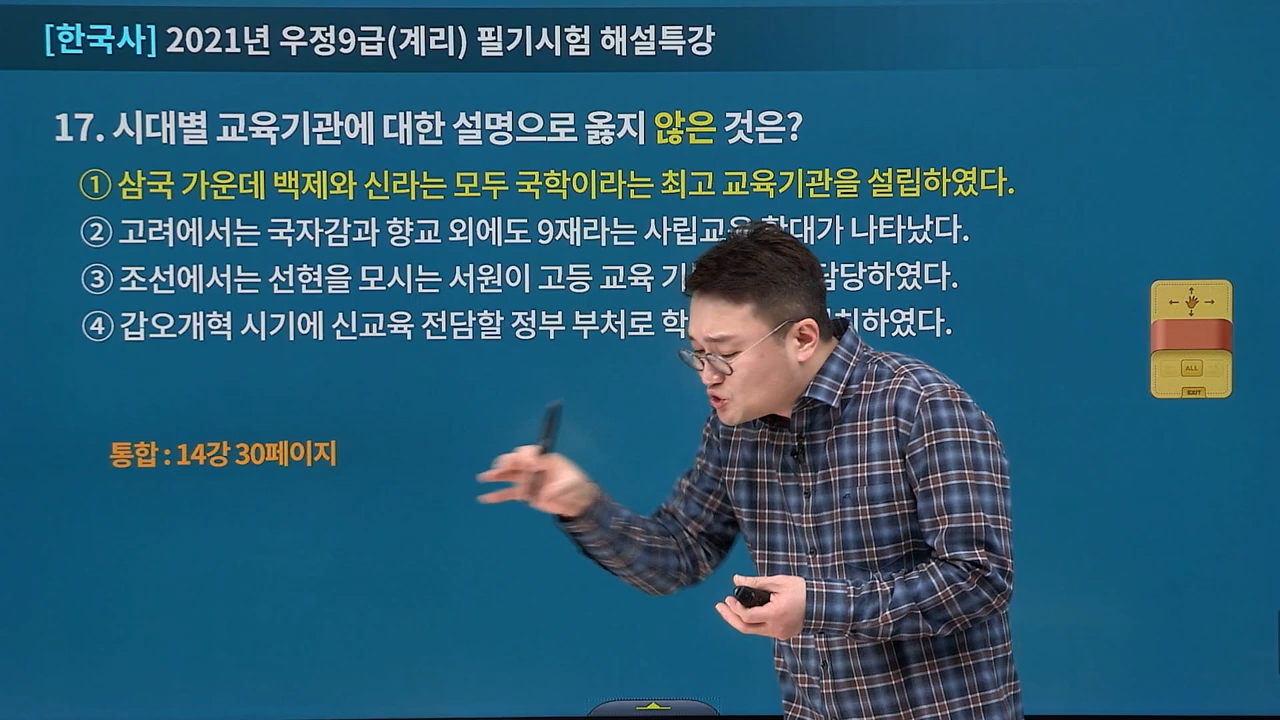 [한국사] 2021년 우정9급(계리) 필기시험 해설특강
17. 시대별 교육기관에 대한 설명으로 옳지 않은 것은?
① 삼국 가운데 백제와 신라는 모두 국학이라는 최고 교육기관을 설립하였다.
② 고려에서는 국자감과 향교 외에도 9재라는 나타났다.
③ 조선에서는 선현을 모시는 서원이 고등 교육 담당하였다.
④ 갑오개혁 시기에 신교육 전담할 정부 부처로
통합 : 14강 30페이지
ALL
EXIT